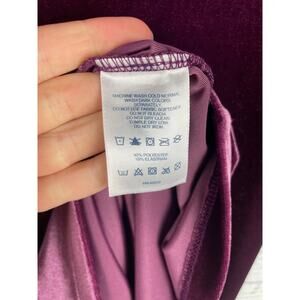 MACHINE WASH COLD NORMAL
WASH DARK COLORS
SEPARATELY
DO NOT USE FABRIC SOFTENER
DO NOT BLEACH
DO NOT DRY CLEAN
TUMBLE DRY LOW
DO NOT IRON
POLYESTER
10% ELASTANE